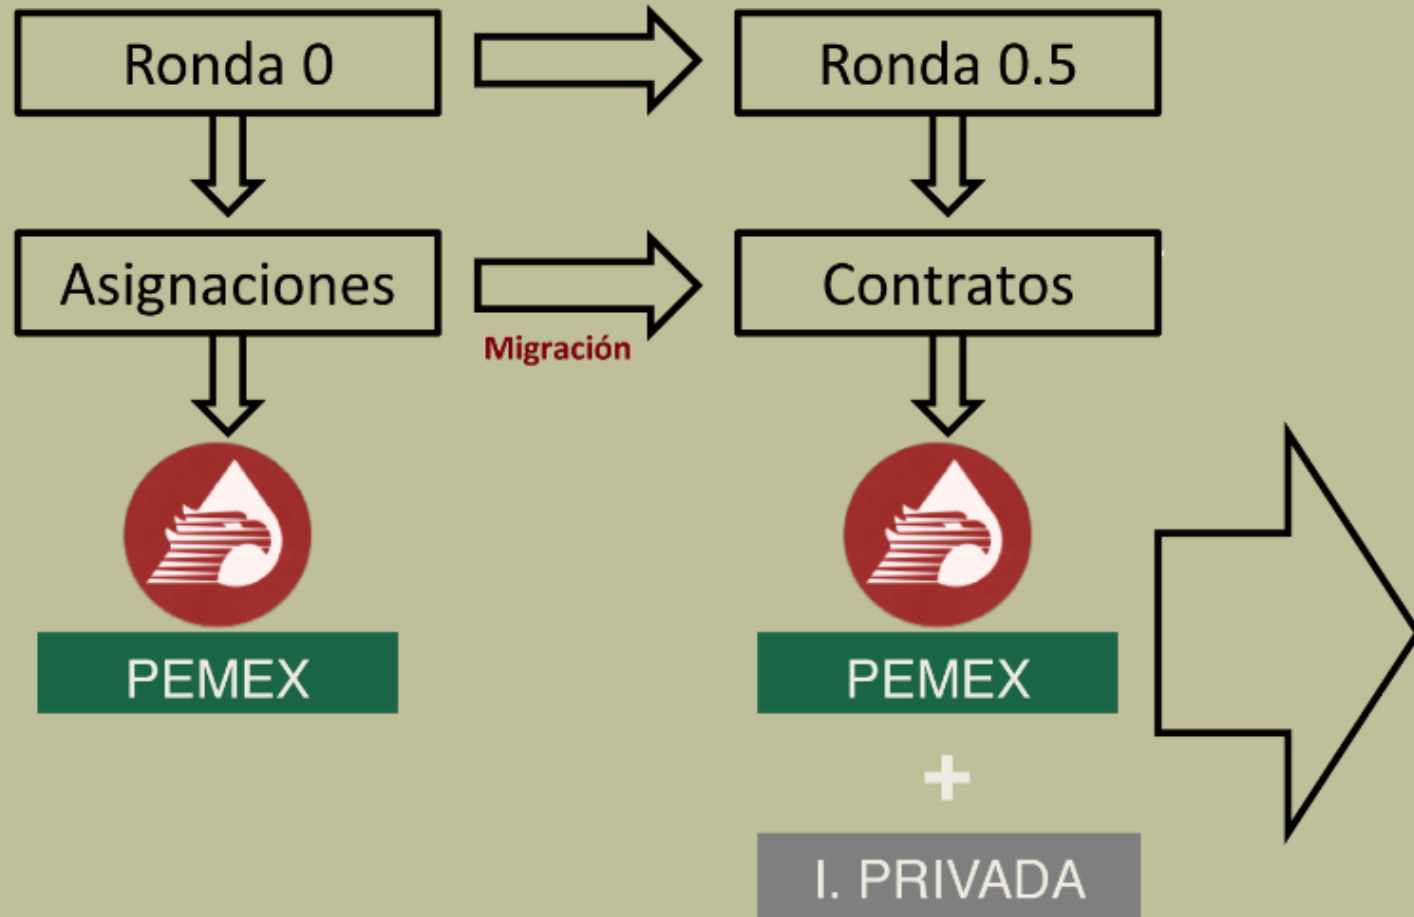 Ronda 0
Ronda 0.5
Asignaciones
Contratos
Migración
PEMEX
PEMEX
+
I. PRIVADA